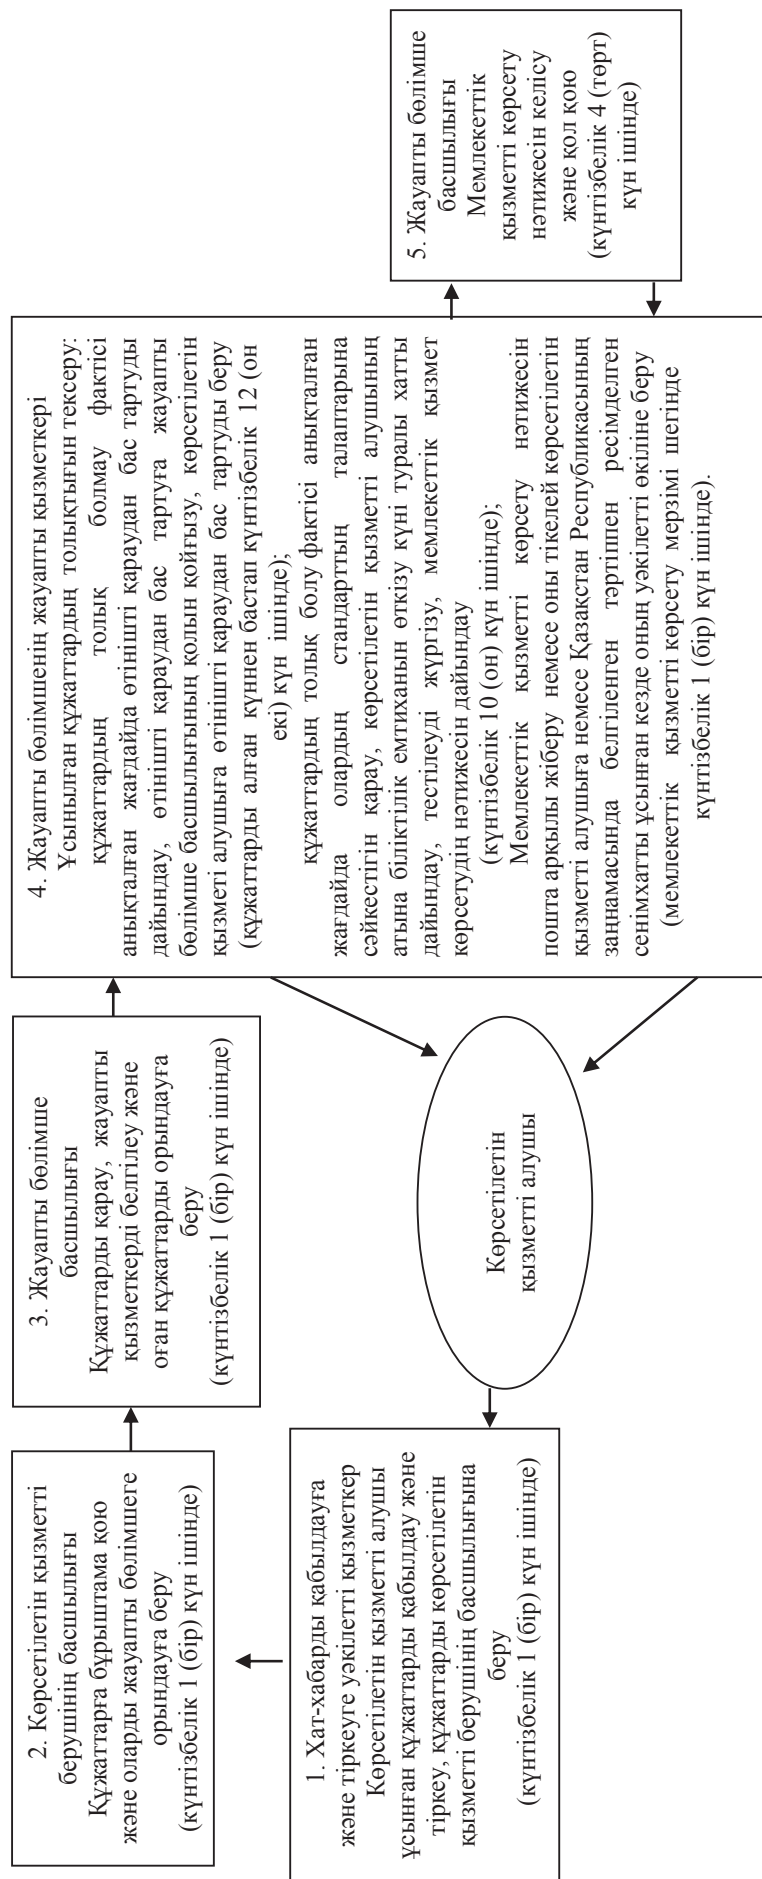 1. Хат-хабарды қабылдауға
және тіркеуге уәкілетті қызметкер
Көрсетілетін қызметті алушы
ұсынған құжаттарды қабылдау және
тіркеу, құжаттарды көрсетілетін
қызметті берушінің басшылығына
беру
(күнтізбелік 1 (бір) күн ішінде)
2. Көрсетілетін қызметті
берушінің басшылығы
Құжаттарға бұрыштама қою
және оларды жауапты бөлімшеге
орындауға беру
(күнтізбелік 1 (бір) күн ішінде)
3. Жауапты бөлімше
басшылығы
Құжаттарды қарау, жауапты
қызметкерді белгілеу және
оған құжаттарды орындауға
беру
(күнтізбелік 1 (бір) күн ішінде)
4. Жауапты бөлімшенің жауапты қызметкері
Ұсынылған құжаттардың толықтығын тексеру:
құжаттардың толық болмау фактісі
анықталған жағдайда өтінішті қараудан бас тартуды
дайындау, өтінішті қараудан бас тартуға жауапты
бөлімше басшылығының қолын қойғызу, көрсетілетін
қызметі алушыға өтінішті қараудан бас тартуды беру
(құжаттарды алған күннен бастап күнтізбелік 12 (он
екі) күн ішінде);
құжаттардың толық болу фактісі анықталған
жағдайда олардың стандарттың талаптарына
сәйкестігін қарау, көрсетілетін қызметті алушының
атына біліктілік емтиханын өткізу күні туралы хатты
дайындау, тестілеуді жүргізу, мемлекеттік қызмет
көрсетудің нәтижесін дайындау
(күнтізбелік 10 (он) күн ішінде);
Мемлекеттік қызметті көрсету нәтижесін
пошта арқылы жіберу немесе оны тікелей көрсетілетін
қызметті алушыға немесе Қазақстан Республикасының
заңнамасында белгіленген тәртіппен ресімделген
сенімхатты ұсынған кезде оның уәкілетті өкіліне беру
(мемлекеттік қызметті көрсету мерзімі шегінде
күнтізбелік 1 (бір) күн ішінде).
5. Жауапты бөлімше
басшылығы
Мемлекеттік
қызметті көрсету
нәтижесін келісу
және қол қою
(күнтізбелік 4 (төрт)
күн ішінде)
Көрсетілетін
қызметті алушы